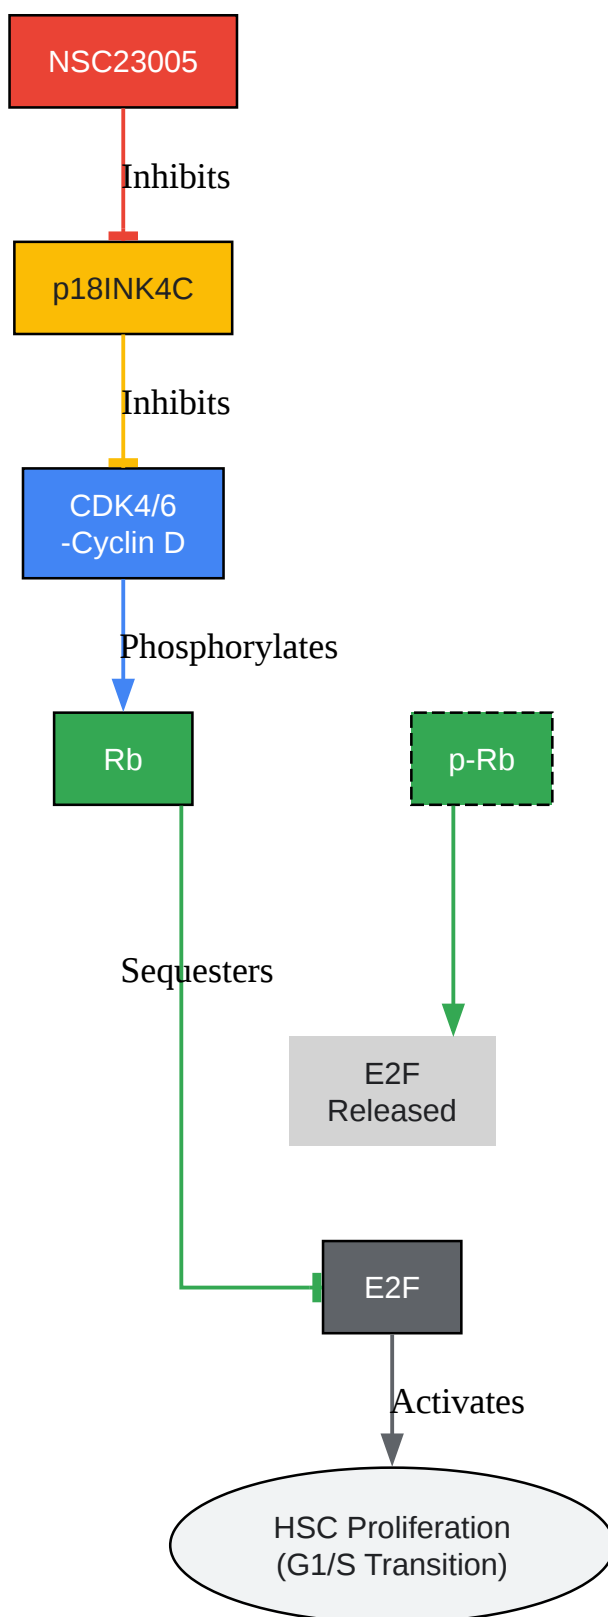 NSC23005
Inhibits
p18INK4C
Inhibits
CDK4/6
-Cyclin D
Phosphorylates
Rb
p-Rb
Sequesters
E2F
Released
E2F
Activates
HSC Proliferation
(G1/S Transition)